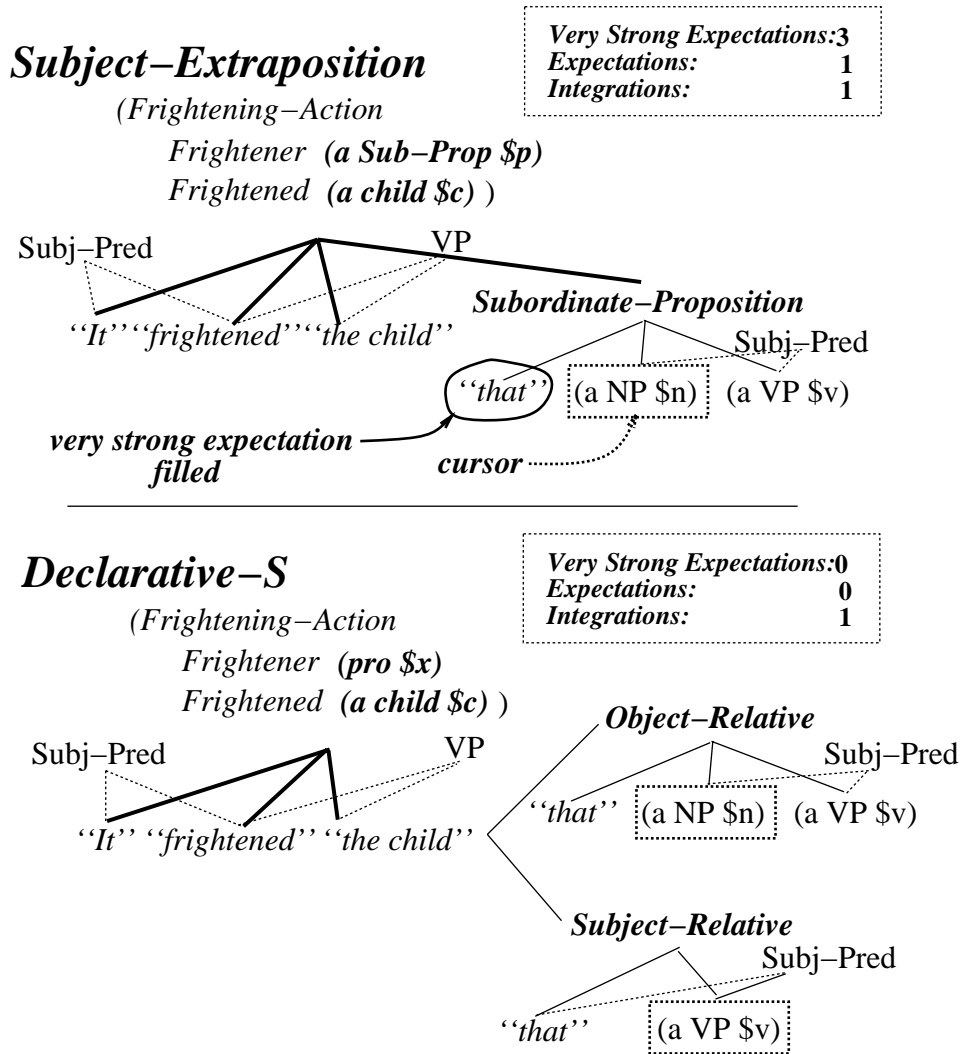 Very Strong Expectations:3
Expectations: 1
Integrations: 1
Subject−Extraposition
(Frightening−Action
Frightener (a Sub−Prop $p)
Frightened (a child $c) )
Subj−Pred VP
‘‘It’’ ‘‘frightened’’ ‘‘the child’’
Subordinate−Proposition
Subj−Pred
‘‘that’’ (a NP $n) (a VP $v)
very strong expectation
filled
cursor
Very Strong Expectations:0
Expectations: 0
Integrations: 1
Declarative−S
(Frightening−Action
Frightener (pro $x)
Frightened (a child $c) )
Subj−Pred VP
‘‘It’’ ‘‘frightened’’ ‘‘the child’’
Object−Relative
Subj−Pred
‘‘that’’ (a NP $n) (a VP $v)
Subject−Relative
Subj−Pred
‘‘that’’ (a VP $v)